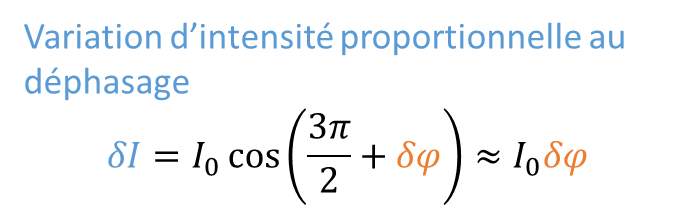 Variation d’intensité proportionnelle au
déphasage
δI = I₀ cos(3π/2 + δφ) ≈ I₀δφ